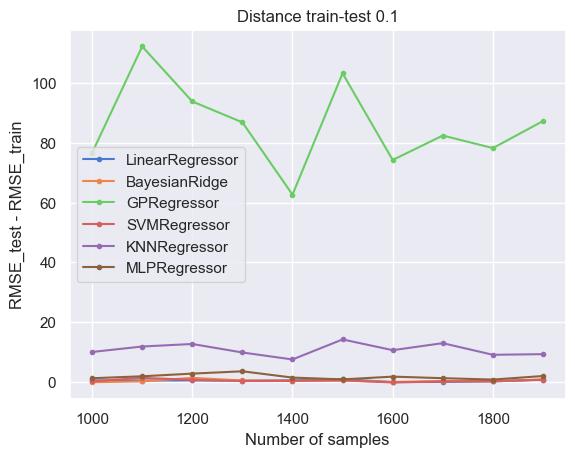 Distance train-test 0.1
RMSE_test - RMSE_train
100
80
60
40
20
0
LinearRegressor
BayesianRidge
GPRegressor
SVMRegressor
KNNRegressor
MLPRegressor
1000 1200 1400 1600 1800
Number of samples